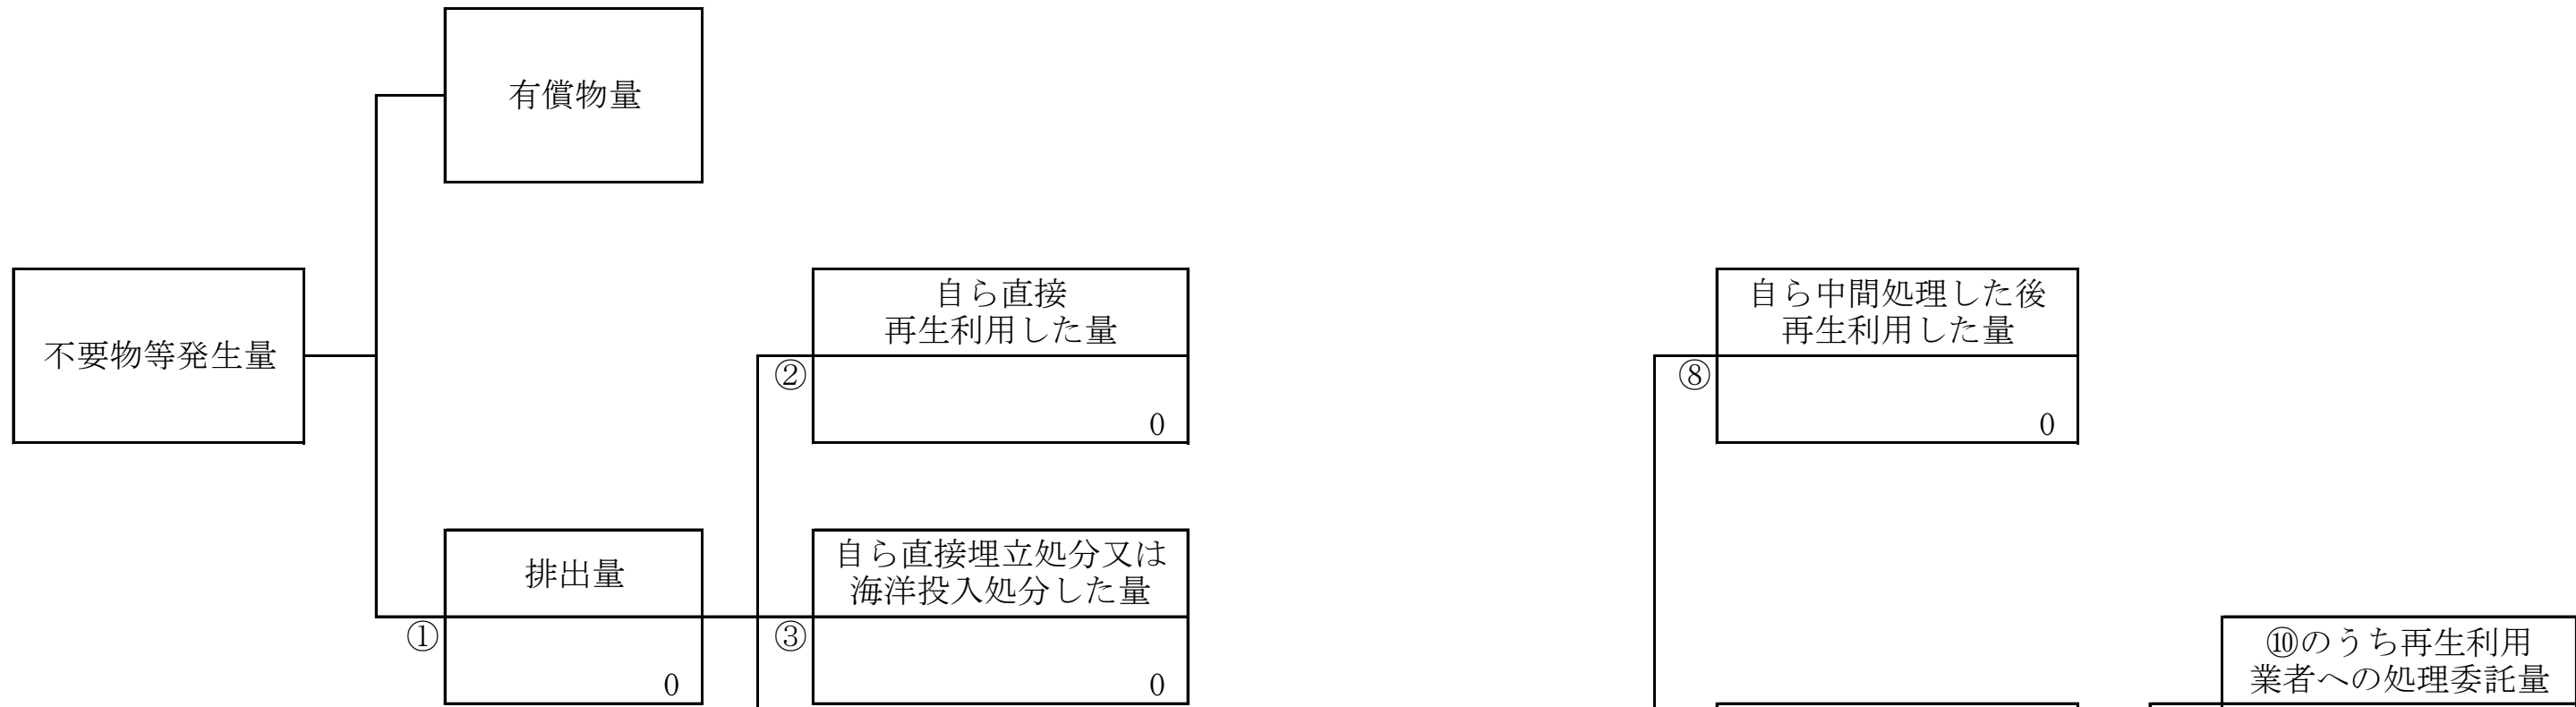 有償物量
不要物等発生量
自ら直接
再生利用した量
②
0
自ら中間処理した後
再生利用した量
⑧
0
排出量
①
0
自ら直接埋立処分又は
海洋投入処分した量
③
0
⑩のうち再生利用
業者への処理委託量